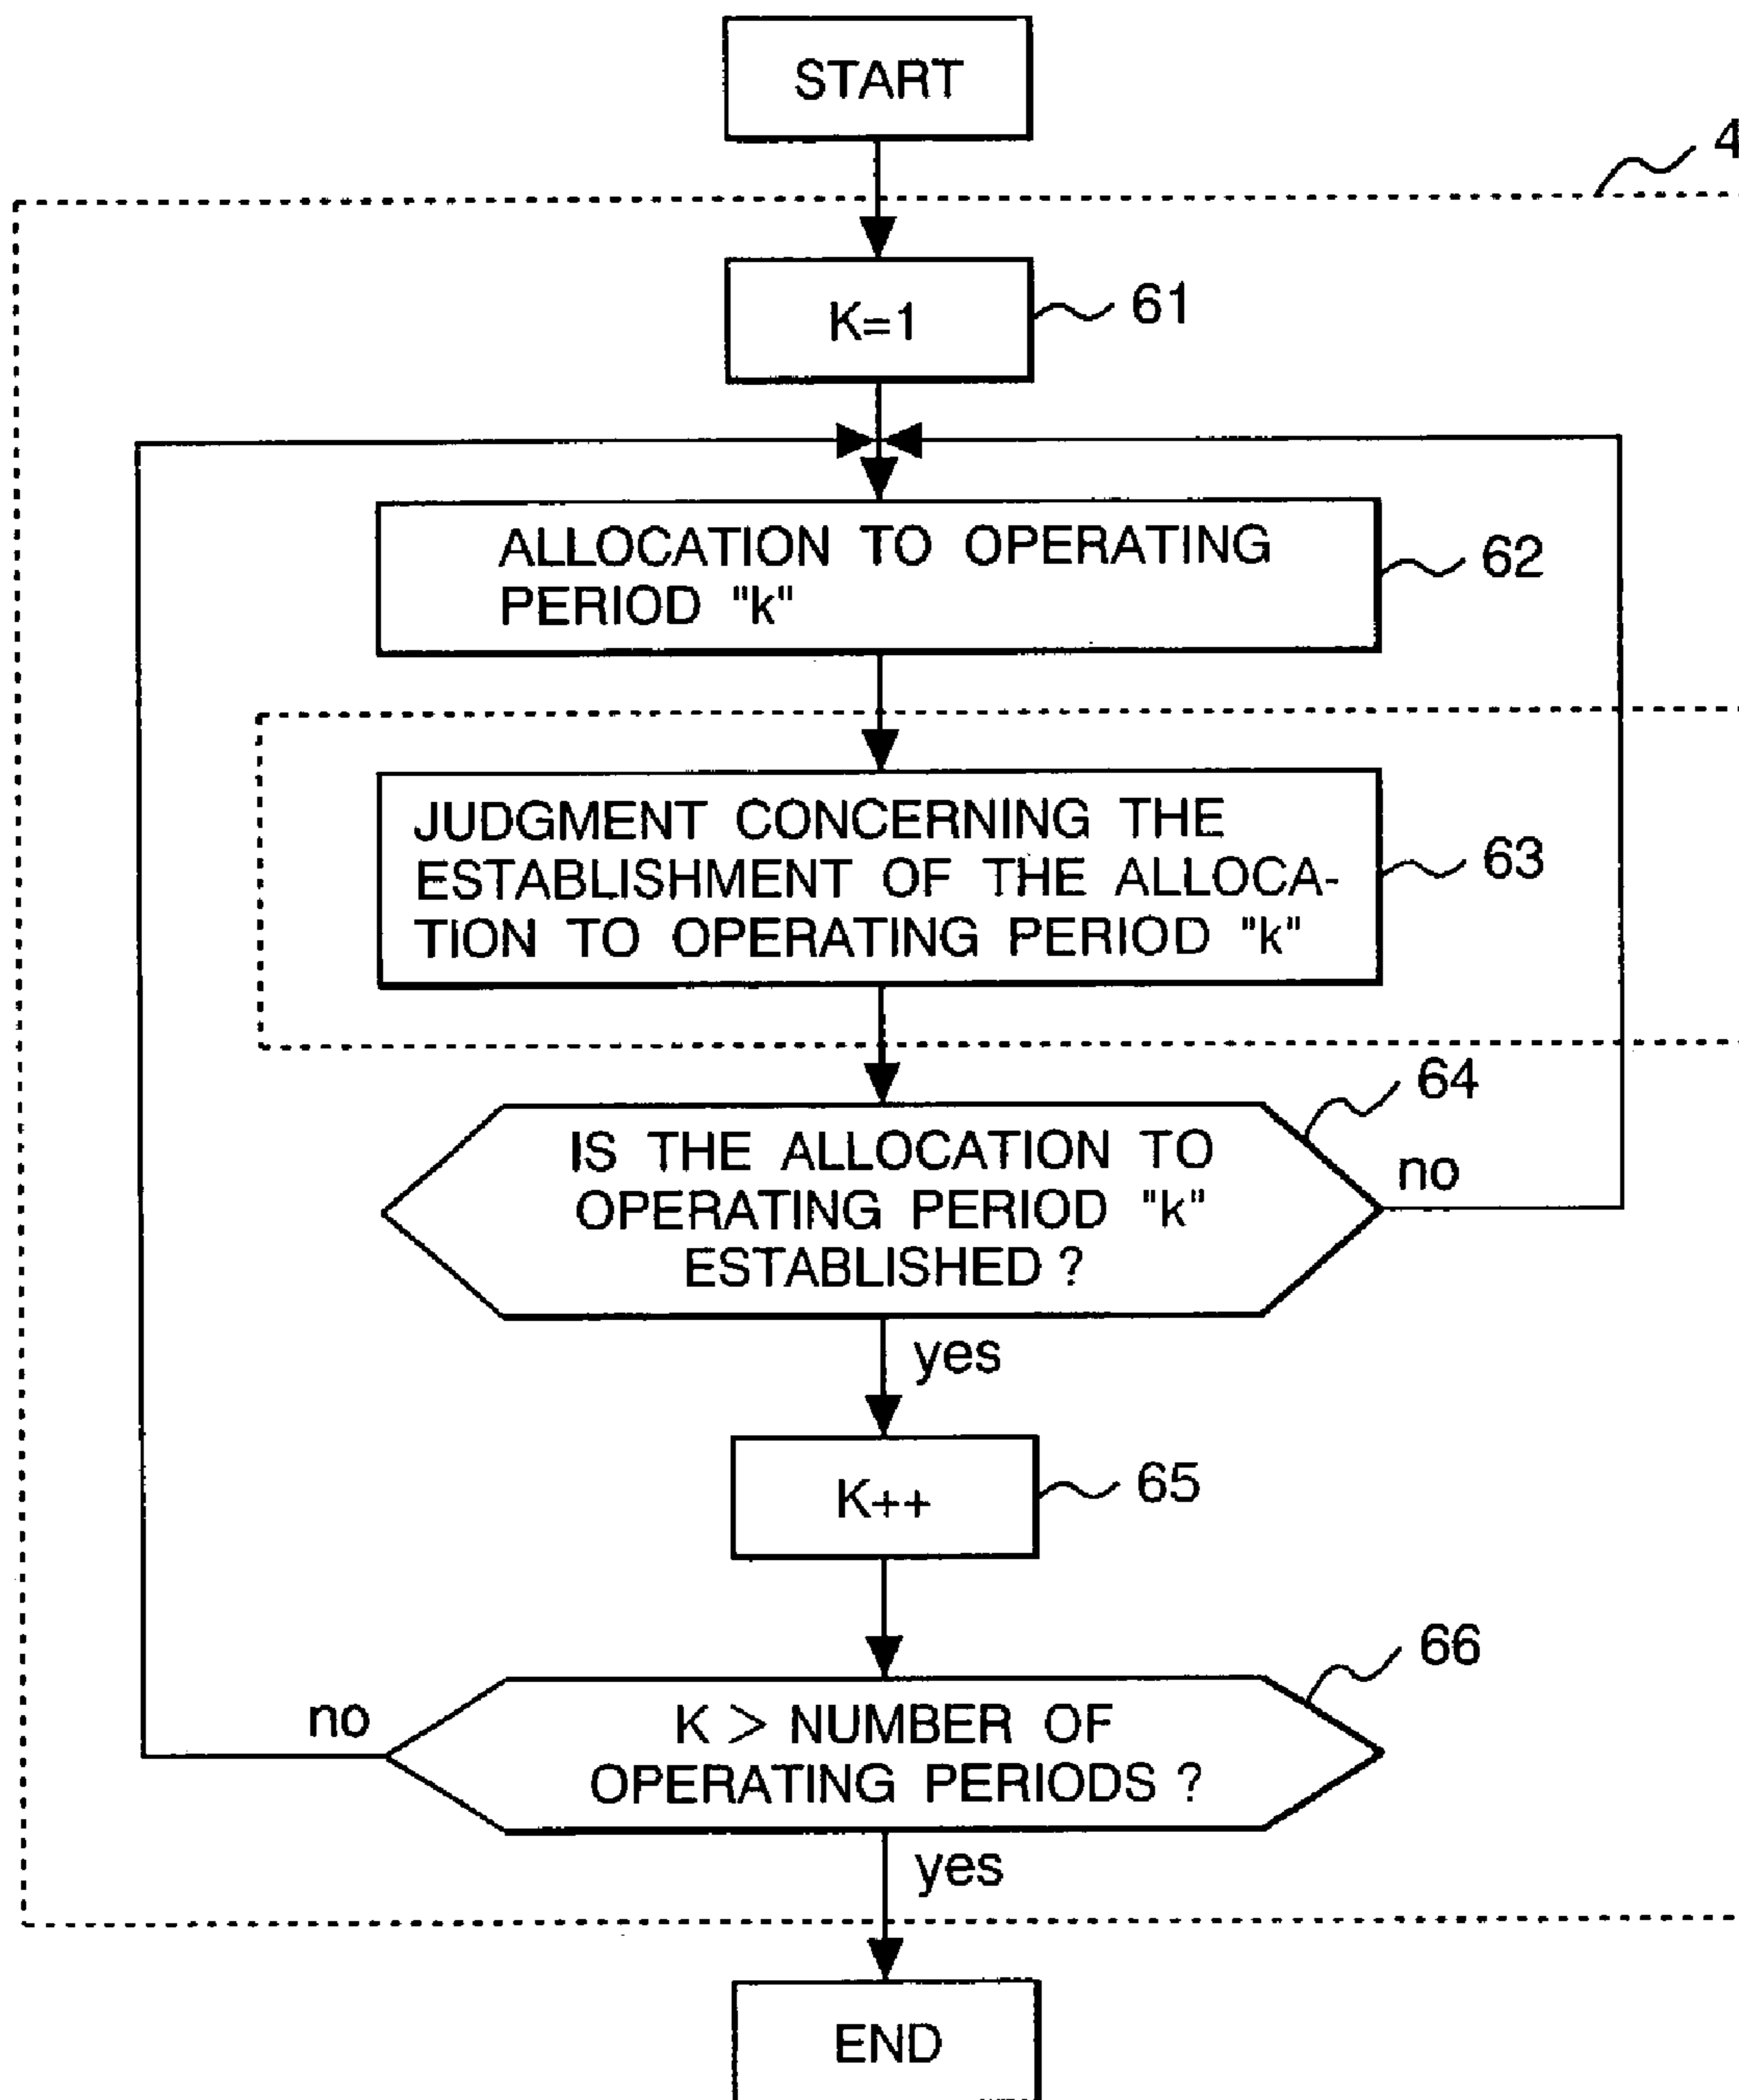 START
4
K=1
61
ALLOCATION TO OPERATING
PERIOD "k"
62
JUDGMENT CONCERNING THE
ESTABLISHMENT OF THE ALLOCA-
TION TO OPERATING PERIOD "k"
63
64
IS THE ALLOCATION TO
OPERATING PERIOD "k"
ESTABLISHED ?
no
yes
K++
65
66
no
K > NUMBER OF
OPERATING PERIODS ?
yes
END